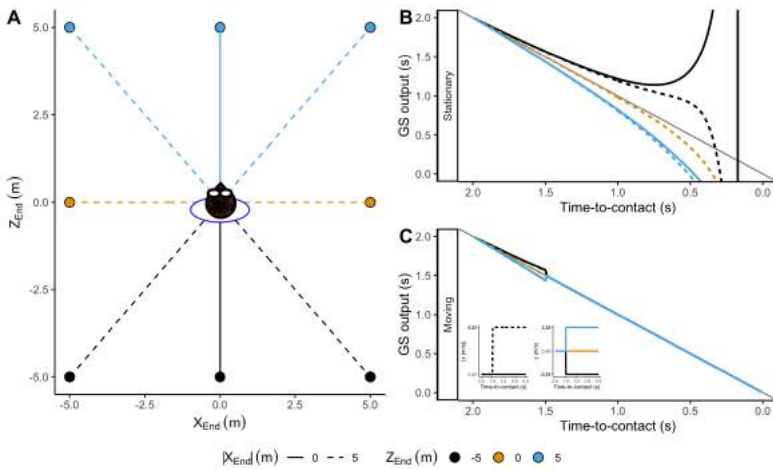 A
5.0
2.5
0.0
-2.5
-5.0
Z_End (m)
-5.0 -2.5 0.0 2.5 5.0
X_End (m)
B
GS output (s)
2.0
1.5
1.0
0.5
0.0
Stationary
2.0 1.5 1.0 0.5 0.0
Time-to-contact (s)
C
GS output (s)
2.0
1.5
1.0
0.5
0.0
Moving
Time-to-contact (s)
Time-to-contact (s)
2.0 1.5 1.0 0.5 0.0
Time-to-contact (s)
|X_End| (m) 0 5 Z_End (m) -5 0 5